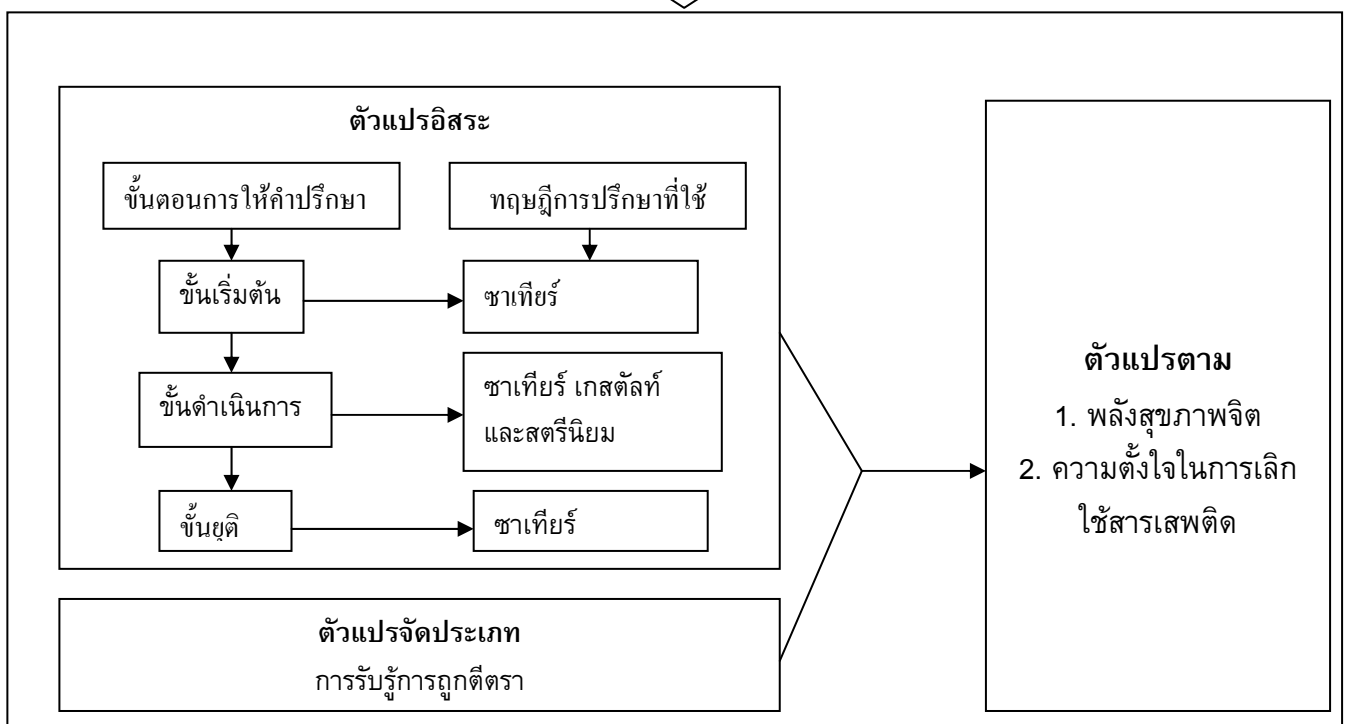 ตัวแปรอิสระ
ขั้นตอนการให้คำปรึกษา
ทฤษฎีการปรึกษาที่ใช้
ขั้นเริ่มต้น
ซาเทียร์
ขั้นดำเนินการ
ซาเทียร์ เกสตัลท์
และสตรีนิยม
ขั้นยุติ
ซาเทียร์
ตัวแปรจัดประเภท
การรับรู้การถูกตีตรา
ตัวแปรตาม
1. พลังสุขภาพจิต
2. ความตั้งใจในการเลิก
ใช้สารเสพติด